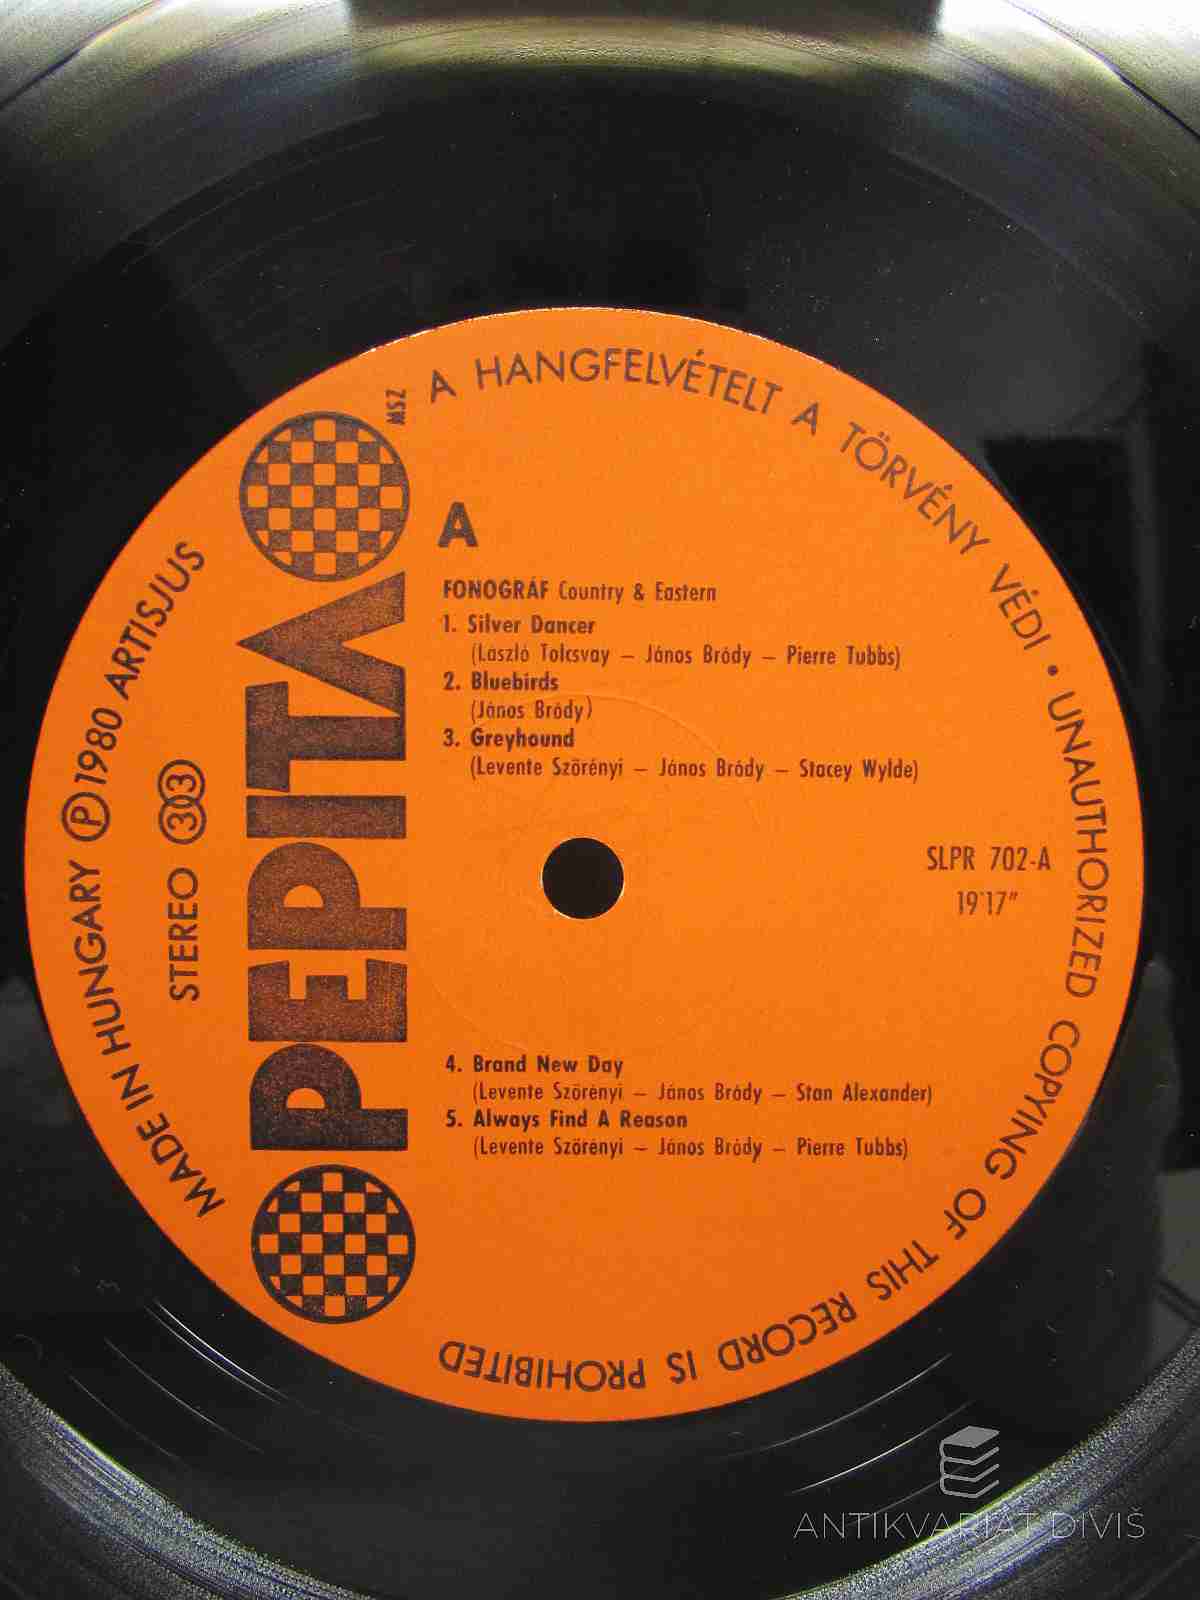 A HANGFELVÉTELT A TÖRVÉNY VÉDI • UNAUTHORIZED COPYING OF THIS RECORD IS PROHIBITED
MADE IN HUNGARY Ⓟ 1980 ARTISJUS
STEREO 33
PEPITA
MSZ
A
FONOGRÁF Country & Eastern
1. Silver Dancer
(László Tolcsvay – János Bródy – Pierre Tubbs)
2. Bluebirds
(János Bródy)
3. Greyhound
(Levente Szörényi – János Bródy – Stacey Wylde)
SLPR 702-A
19'17"
4. Brand New Day
(Levente Szörényi – János Bródy – Stan Alexander)
5. Always Find A Reason
(Levente Szörényi – János Bródy – Pierre Tubbs)
ANTIKVARIAT DIVIŠ